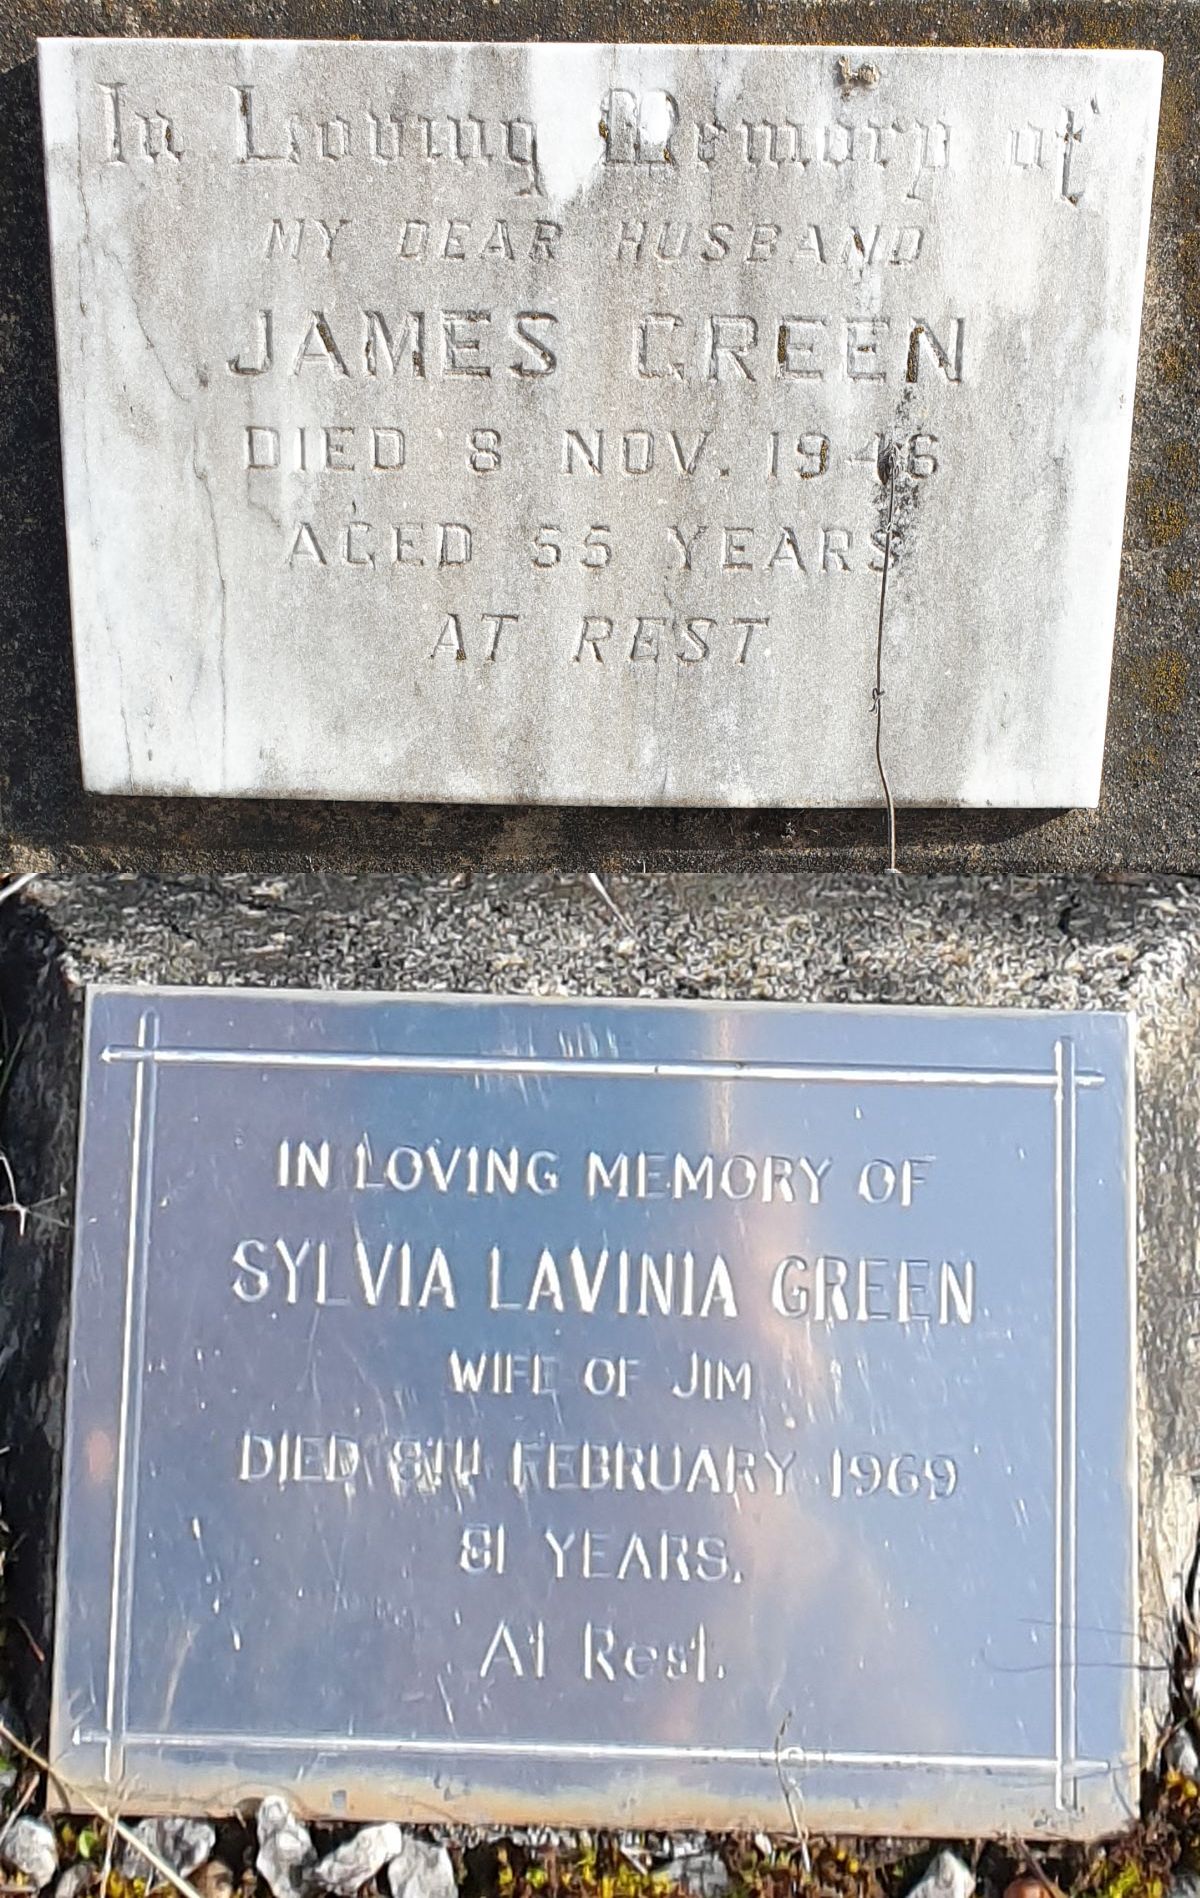 In Loving Memory of
MY DEAR HUSBAND
JAMES GREEN
DIED 8 NOV. 1946
AGED 55 YEARS
AT REST
IN LOVING MEMORY OF
SYLVIA LAVINIA GREEN
WIFE OF JIM
DIED 8TH FEBRUARY 1969
81 YEARS.
At Rest.